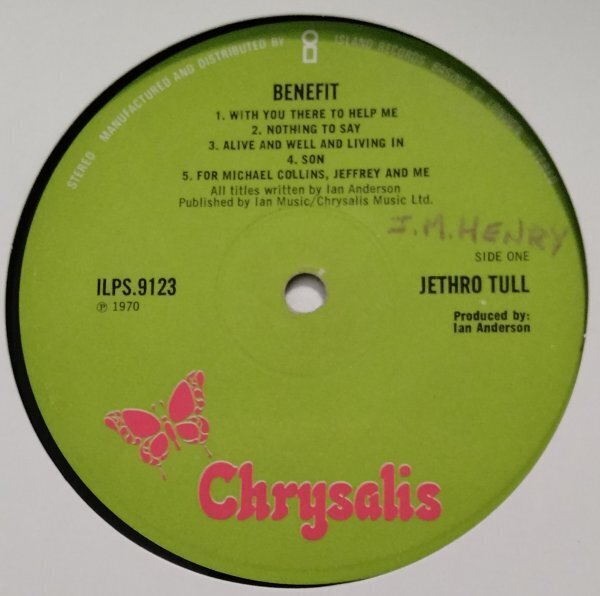 STEREO MANUFACTURED AND DISTRIBUTED BY ISLAND RECORDS,
BENEFIT
1. WITH YOU THERE TO HELP ME
2. NOTHING TO SAY
3. ALIVE AND WELL AND LIVING IN
4. SON
5. FOR MICHAEL COLLINS, JEFFREY AND ME
All titles written by Ian Anderson
Published by Ian Music/Chrysalis Music Ltd.
J.M.HENRY
SIDE ONE
ILPS.9123
JETHRO TULL
℗ 1970
Produced by:
Ian Anderson
Chrysalis